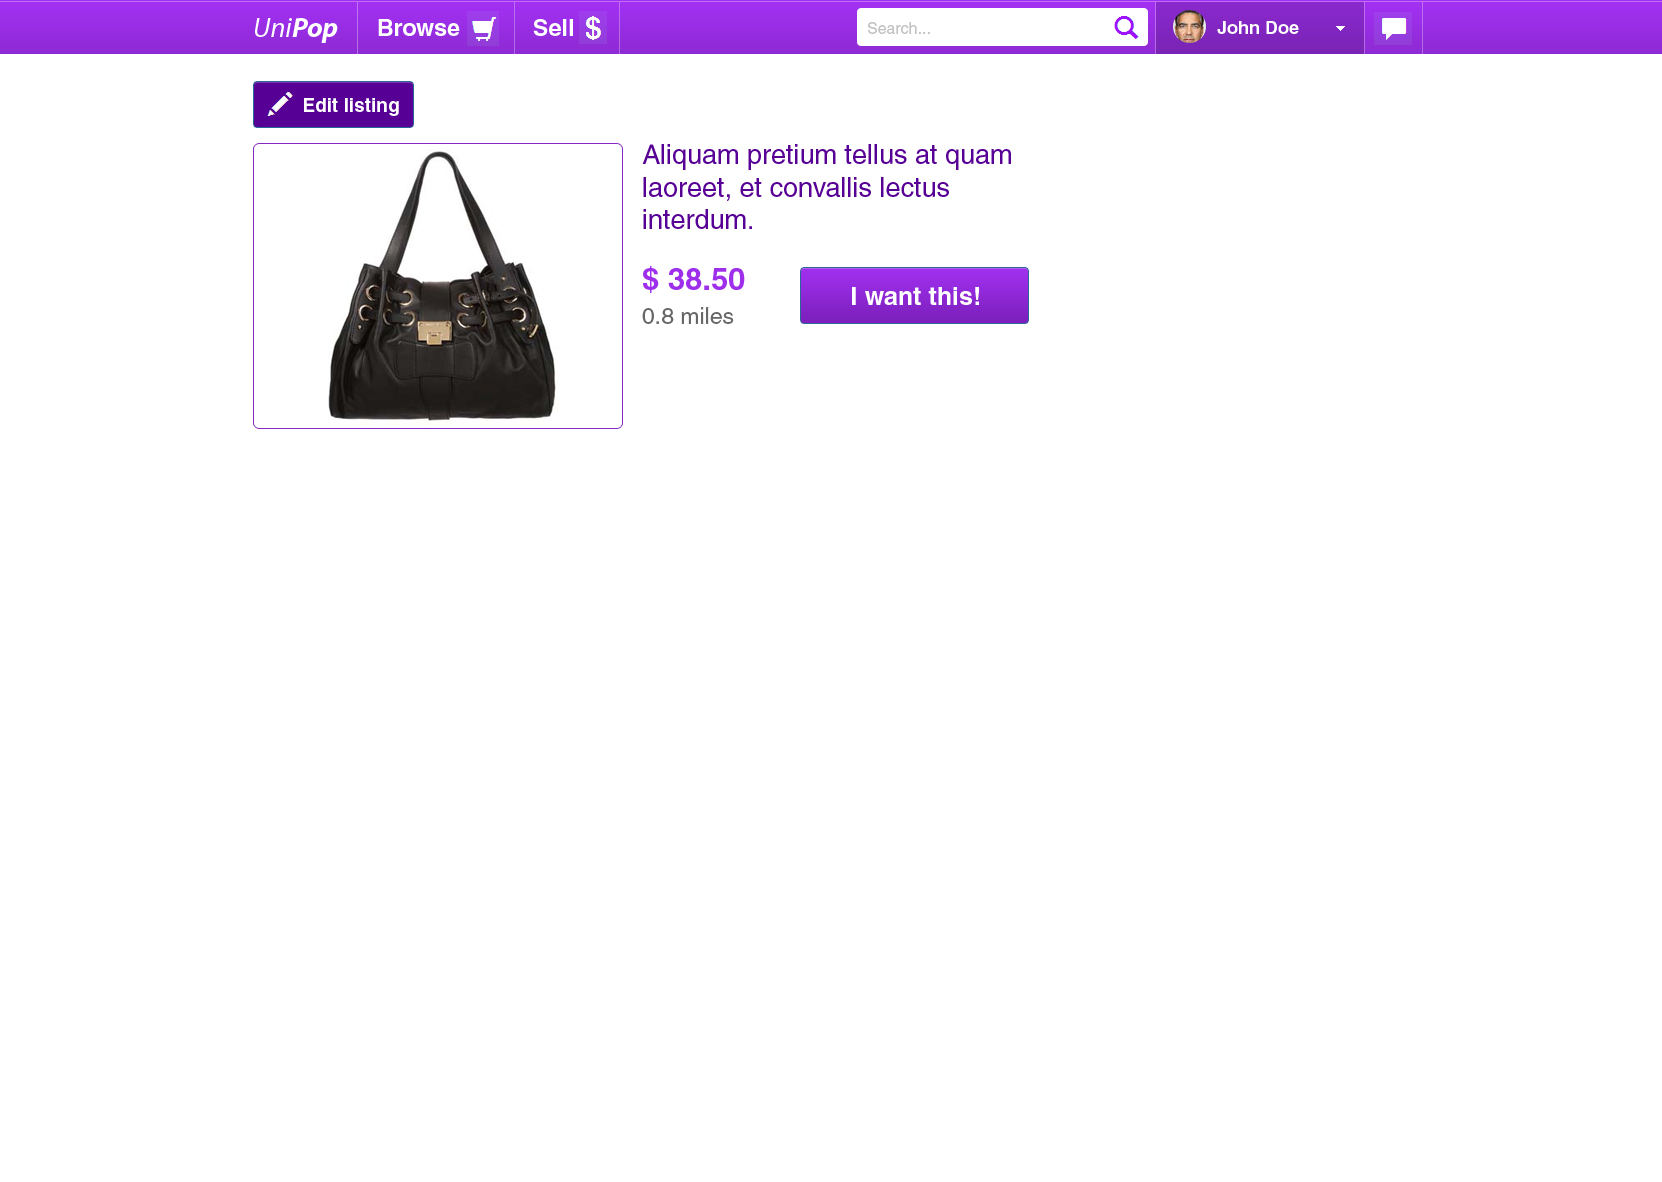 UniPop
Browse
Sell $
Search...
John Doe
Edit listing
Aliquam pretium tellus at quam
laoreet, et convallis lectus
interdum.
$ 38.50
I want this!
0.8 miles